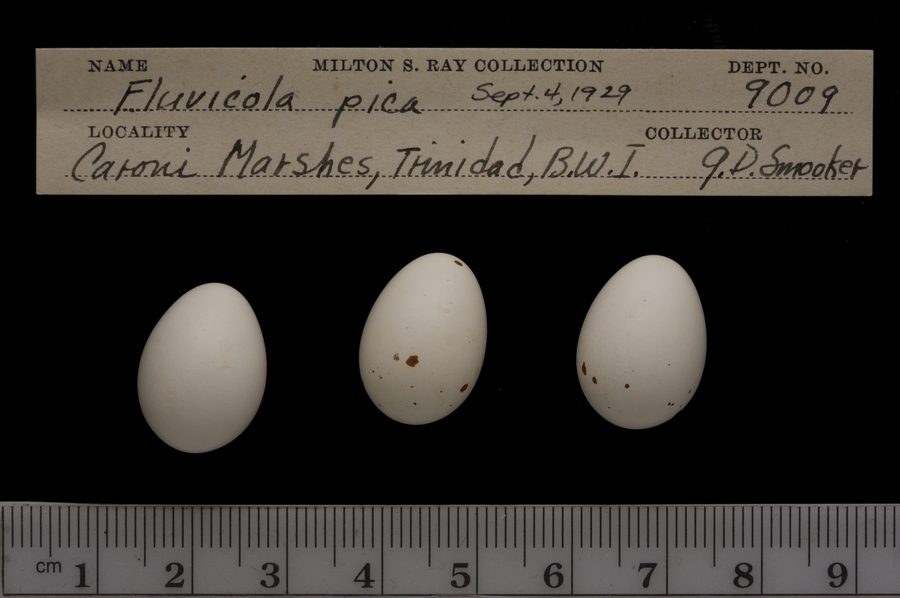 NAME MILTON S. RAY COLLECTION DEPT. NO.
Fluvicola pica Sept. 4, 1929 9009
LOCALITY COLLECTOR
Caroni Marshes, Trinidad, B.W.I. G.D. Smooker
cm 1 2 3 4 5 6 7 8 9